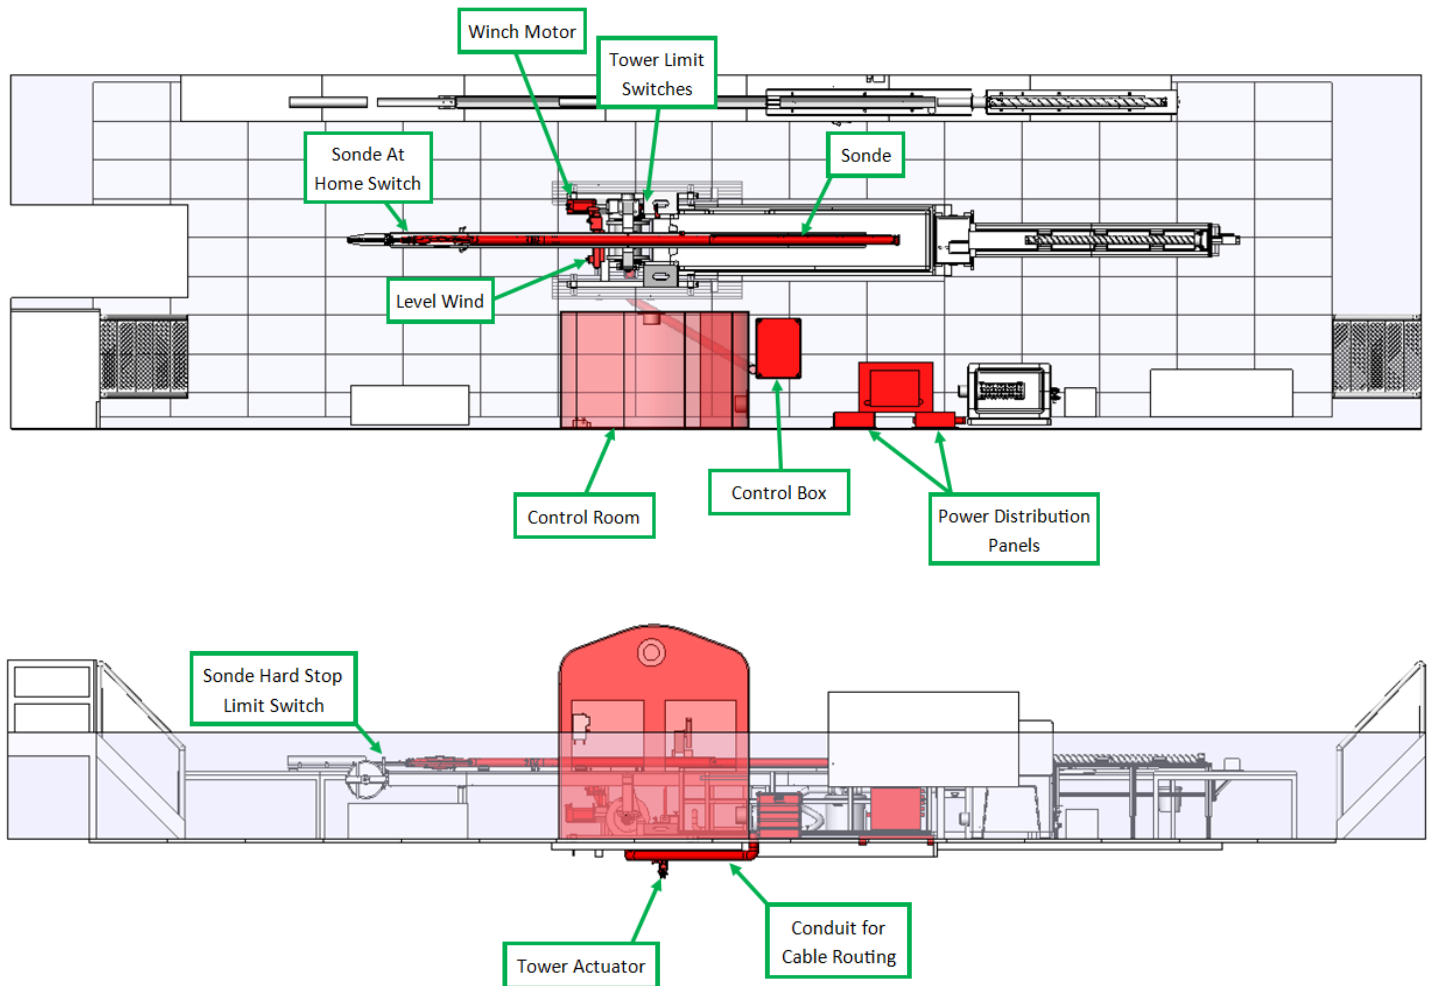 Winch Motor
Tower Limit
Switches
Sonde At
Home Switch
Sonde
Level Wind
Control Box
Control Room
Power Distribution
Panels
Sonde Hard Stop
Limit Switch
Conduit for
Cable Routing
Tower Actuator